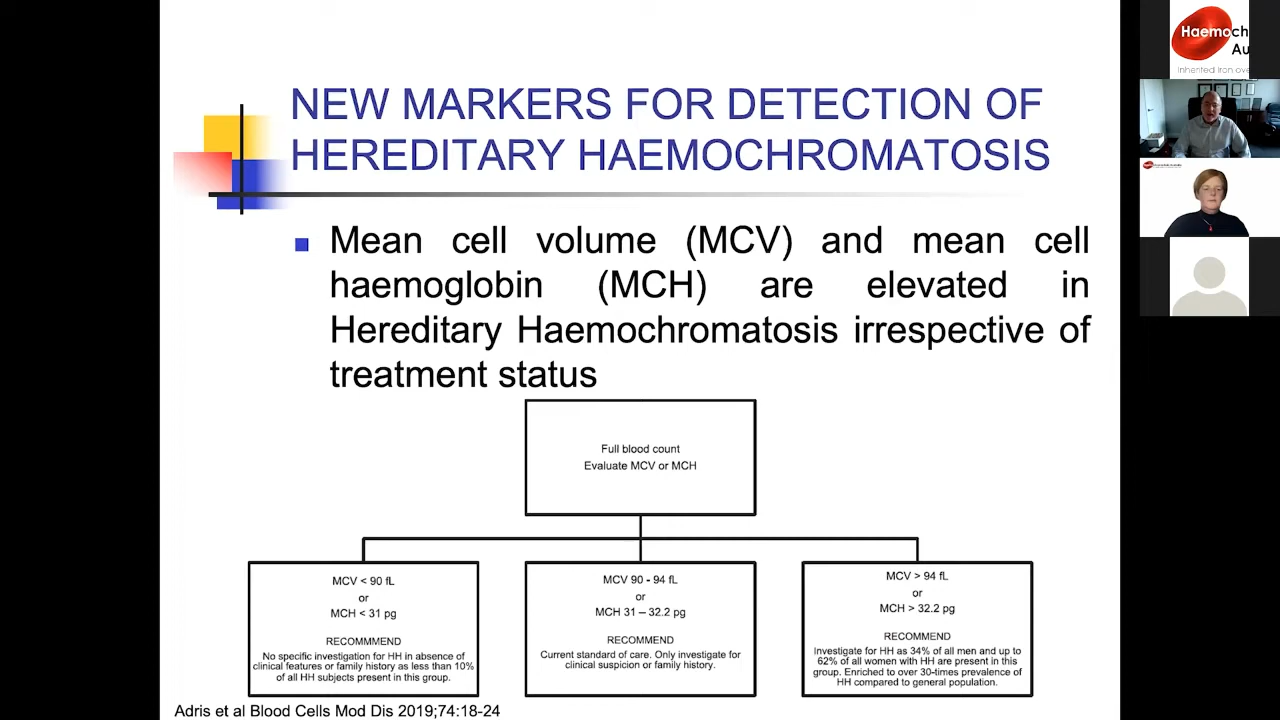 NEW MARKERS FOR DETECTION OF
HEREDITARY HAEMOCHROMATOSIS
Mean cell volume (MCV) and mean cell
haemoglobin (MCH) are elevated in
Hereditary Haemochromatosis irrespective of
treatment status
Full blood count
Evaluate MCV or MCH
MCV < 90 fL
or
MCH < 31 pg
RECOMMMEND
No specific investigation for HH in absence of
clinical features or family history as less than 10%
of all HH subjects present in this group.
MCV 90 - 94 fL
or
MCH 31 – 32.2 pg
RECOMMEND
Current standard of care. Only investigate for
clinical suspicion or family history.
MCV > 94 fL
or
MCH > 32.2 pg
RECOMMEND
Investigate for HH as 34% of all men and up to
62% of all women with HH are present in this
group. Enriched to over 30-times prevalence of
HH compared to general population.
Adris et al Blood Cells Mod Dis 2019;74:18-24
Haemoch
Au
Inherited iron ove